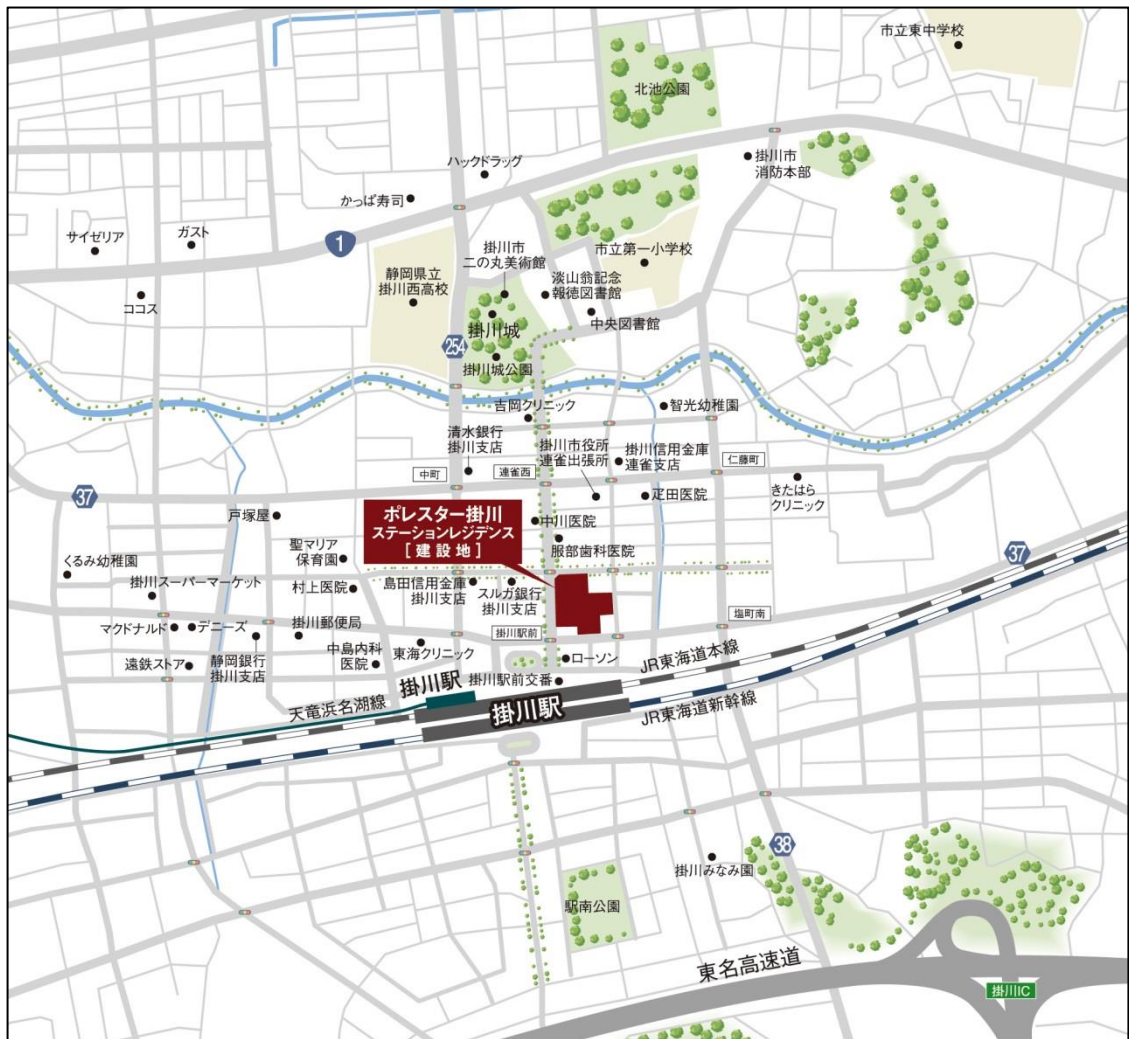 市立東中学校
北池公園
掛川市
消防本部
ハックドラッグ
かっぱ寿司
サイゼリア
ガスト
1
ココス
静岡県立
掛川西高校
掛川市
二の丸美術館
淡山翁記念
報徳図書館
市立第一小学校
中央図書館
掛川城
掛川城公園
254
吉岡クリニック
智光幼稚園
清水銀行
掛川支店
掛川市役所
連雀出張所
掛川信用金庫
連雀支店
中町
連雀西
仁藤町
37
疋田医院
きたはら
クリニック
戸塚屋
ポレスター掛川
ステーションレジデンス
[建設地]
中川医院
服部歯科医院
37
くるみ幼稚園
聖マリア
保育園
掛川スーパーマーケット
村上医院
島田信用金庫
掛川支店
スルガ銀行
掛川支店
塩町南
マクドナルド
デニーズ
掛川郵便局
掛川駅前
遠鉄ストア
静岡銀行
掛川支店
中島内科
医院
東海クリニック
ローソン
掛川駅前交番
JR東海道本線
天竜浜名湖線
掛川駅
掛川駅
JR東海道新幹線
38
掛川みなみ園
駅南公園
東名高速道
掛川IC